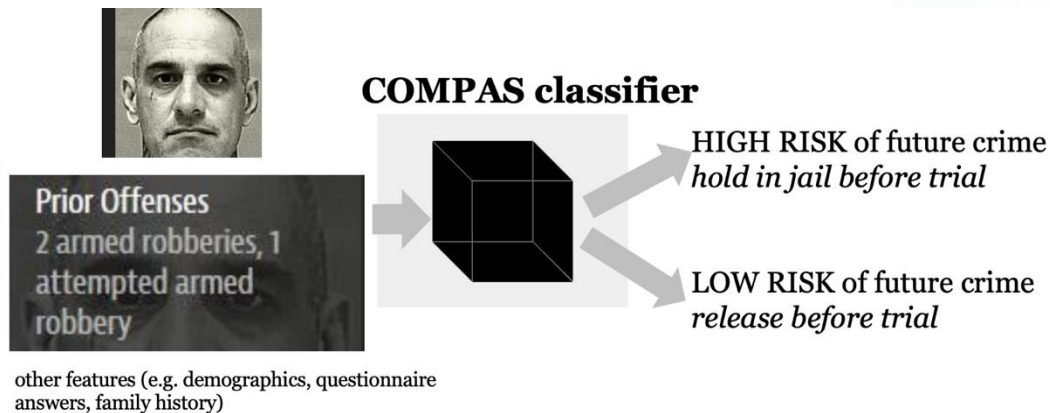 COMPAS classifier
Prior Offenses
2 armed robberies, 1
attempted armed
robbery
other features (e.g. demographics, questionnaire
answers, family history)
HIGH RISK of future crime
hold in jail before trial
LOW RISK of future crime
release before trial